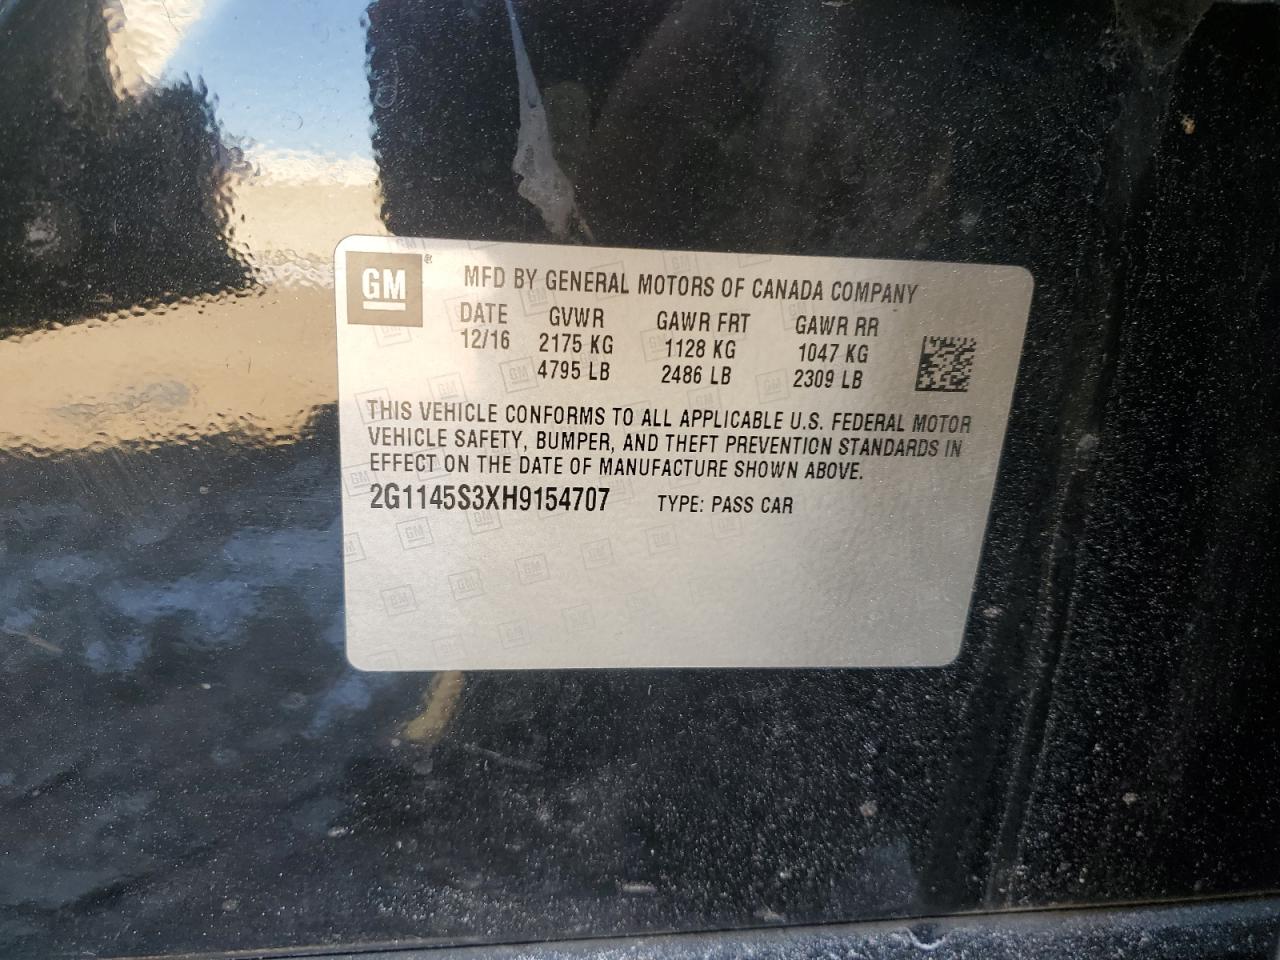 GM®
MFD BY GENERAL MOTORS OF CANADA COMPANY
DATE GVWR GAWR FRT GAWR RR
12/16 2175 KG 1128 KG 1047 KG
4795 LB 2486 LB 2309 LB
THIS VEHICLE CONFORMS TO ALL APPLICABLE U.S. FEDERAL MOTOR
VEHICLE SAFETY, BUMPER, AND THEFT PREVENTION STANDARDS IN
EFFECT ON THE DATE OF MANUFACTURE SHOWN ABOVE.
2G1145S3XH9154707 TYPE: PASS CAR